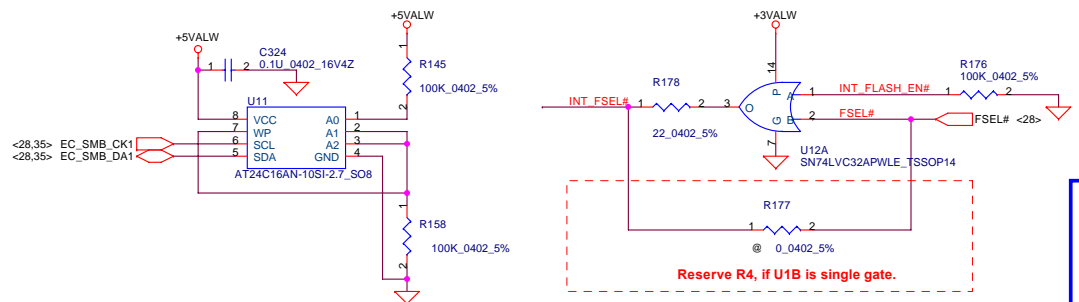 +5VALW
+5VALW
C324
1
2
0.1U_0402_16V4Z
1
R145
100K_0402_5%
2
U11
8 VCC A0 1
7 WP A1 2
6 SCL A2 3
5 SDA GND 4
AT24C16AN-10SI-2.7_SO8
<28,35> EC_SMB_CK1
<28,35> EC_SMB_DA1
1
R158
100K_0402_5%
2
+3VALW
14
INT_FSEL#
1 R178 2
22_0402_5%
3 O
P
G
A
B
1
2
7
INT_FLASH_EN#
FSEL#
R176
100K_0402_5%
1 2
FSEL# <28>
U12A
SN74LVC32APWLE_TSSOP14
R177
1 2
@ 0_0402_5%
Reserve R4, if U1B is single gate.